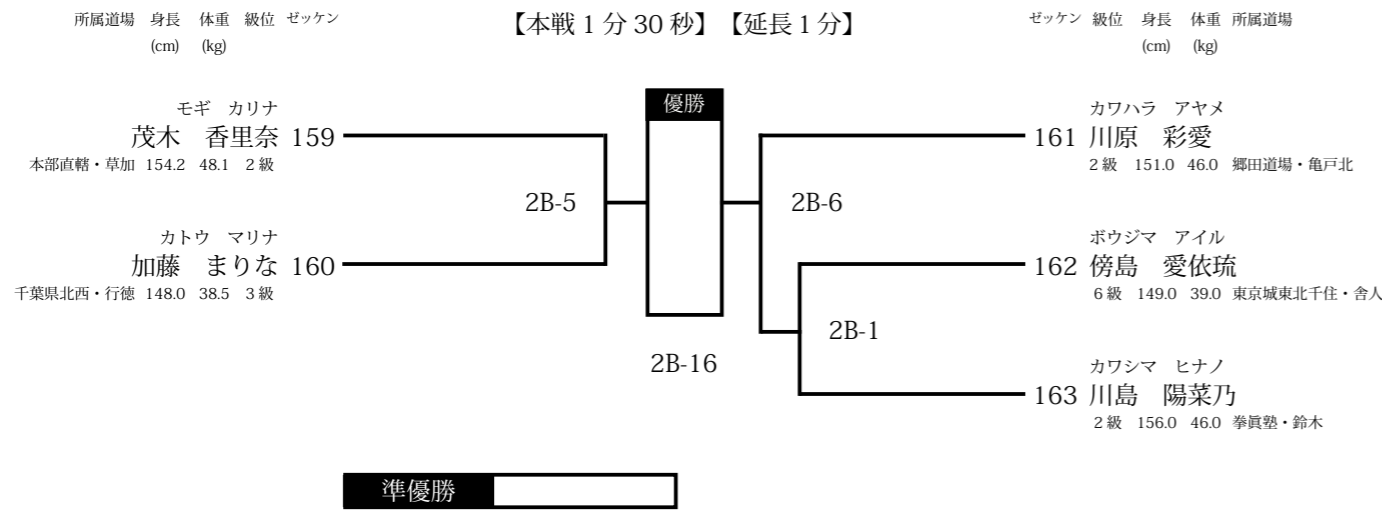 所属道場 身長 体重 級位 ゼッケン
(cm) (kg)
【本戦１分30秒】【延長１分】
ゼッケン 級位 身長 体重 所属道場
(cm) (kg)
モギ　カリナ
茂木　香里奈 159
本部直轄・草加 154.2 48.1 2級
カトウ　マリナ
加藤　まりな 160
千葉県北西・行徳 148.0 38.5 3級
2B-5
優勝
2B-16
2B-6
2B-1
カワハラ　アヤメ
161 川原　彩愛
2級 151.0 46.0 郷田道場・亀戸北
ボウジマ　アイル
162 傍島　愛依琉
6級 149.0 39.0 東京城東北千住・舎人
カワシマ　ヒナノ
163 川島　陽菜乃
2級 156.0 46.0 拳眞塾・鈴木
準優勝